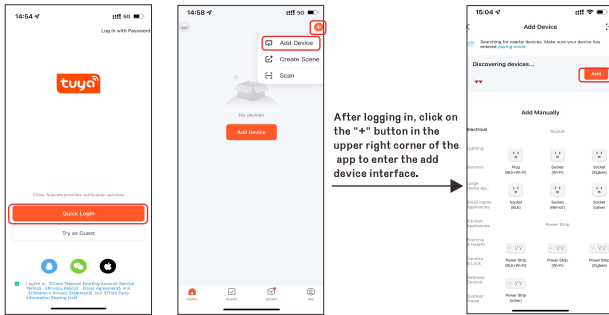 14:54
5G
Log in with Password
tuya
China Telecom provides verification services
Quick Login
Try as Guest
I agree to 《China Telecom Esurfing Account Service
Terms》 《Privacy Policy》 《User Agreement》 and
《Children's Privacy Statement》 and 《Third Party
Information Sharing List》
14:58
5G
Add Device
Create Scene
Scan
No devices
Add Device
Home
Scene
Smart
Me
After logging in, click on
the "+" button in the
upper right corner of the
app to enter the add
device interface.
15:04
Add Device
Searching for nearby devices. Make sure your device has
entered pairing mode.
Discovering devices...
Add
Add Manually
Electrical
Socket
Lighting
Sensors
Plug
(BLE+Wi-Fi)
Socket
(Wi-Fi)
Socket
(Zigbee)
Large
Home Ap...
Small Home
Appliances
Socket
(BLE)
Socket
(NB-IoT)
Socket
(other)
Kitchen
Appliances
Power Strip
Exercise
& Health
Camera
& Lock
Power Strip
(BLE+Wi-Fi)
Power Strip
(Wi-Fi)
Power Strip
(Zigbee)
Gateway
Control
Outdoor
Travel
Power Strip
(other)